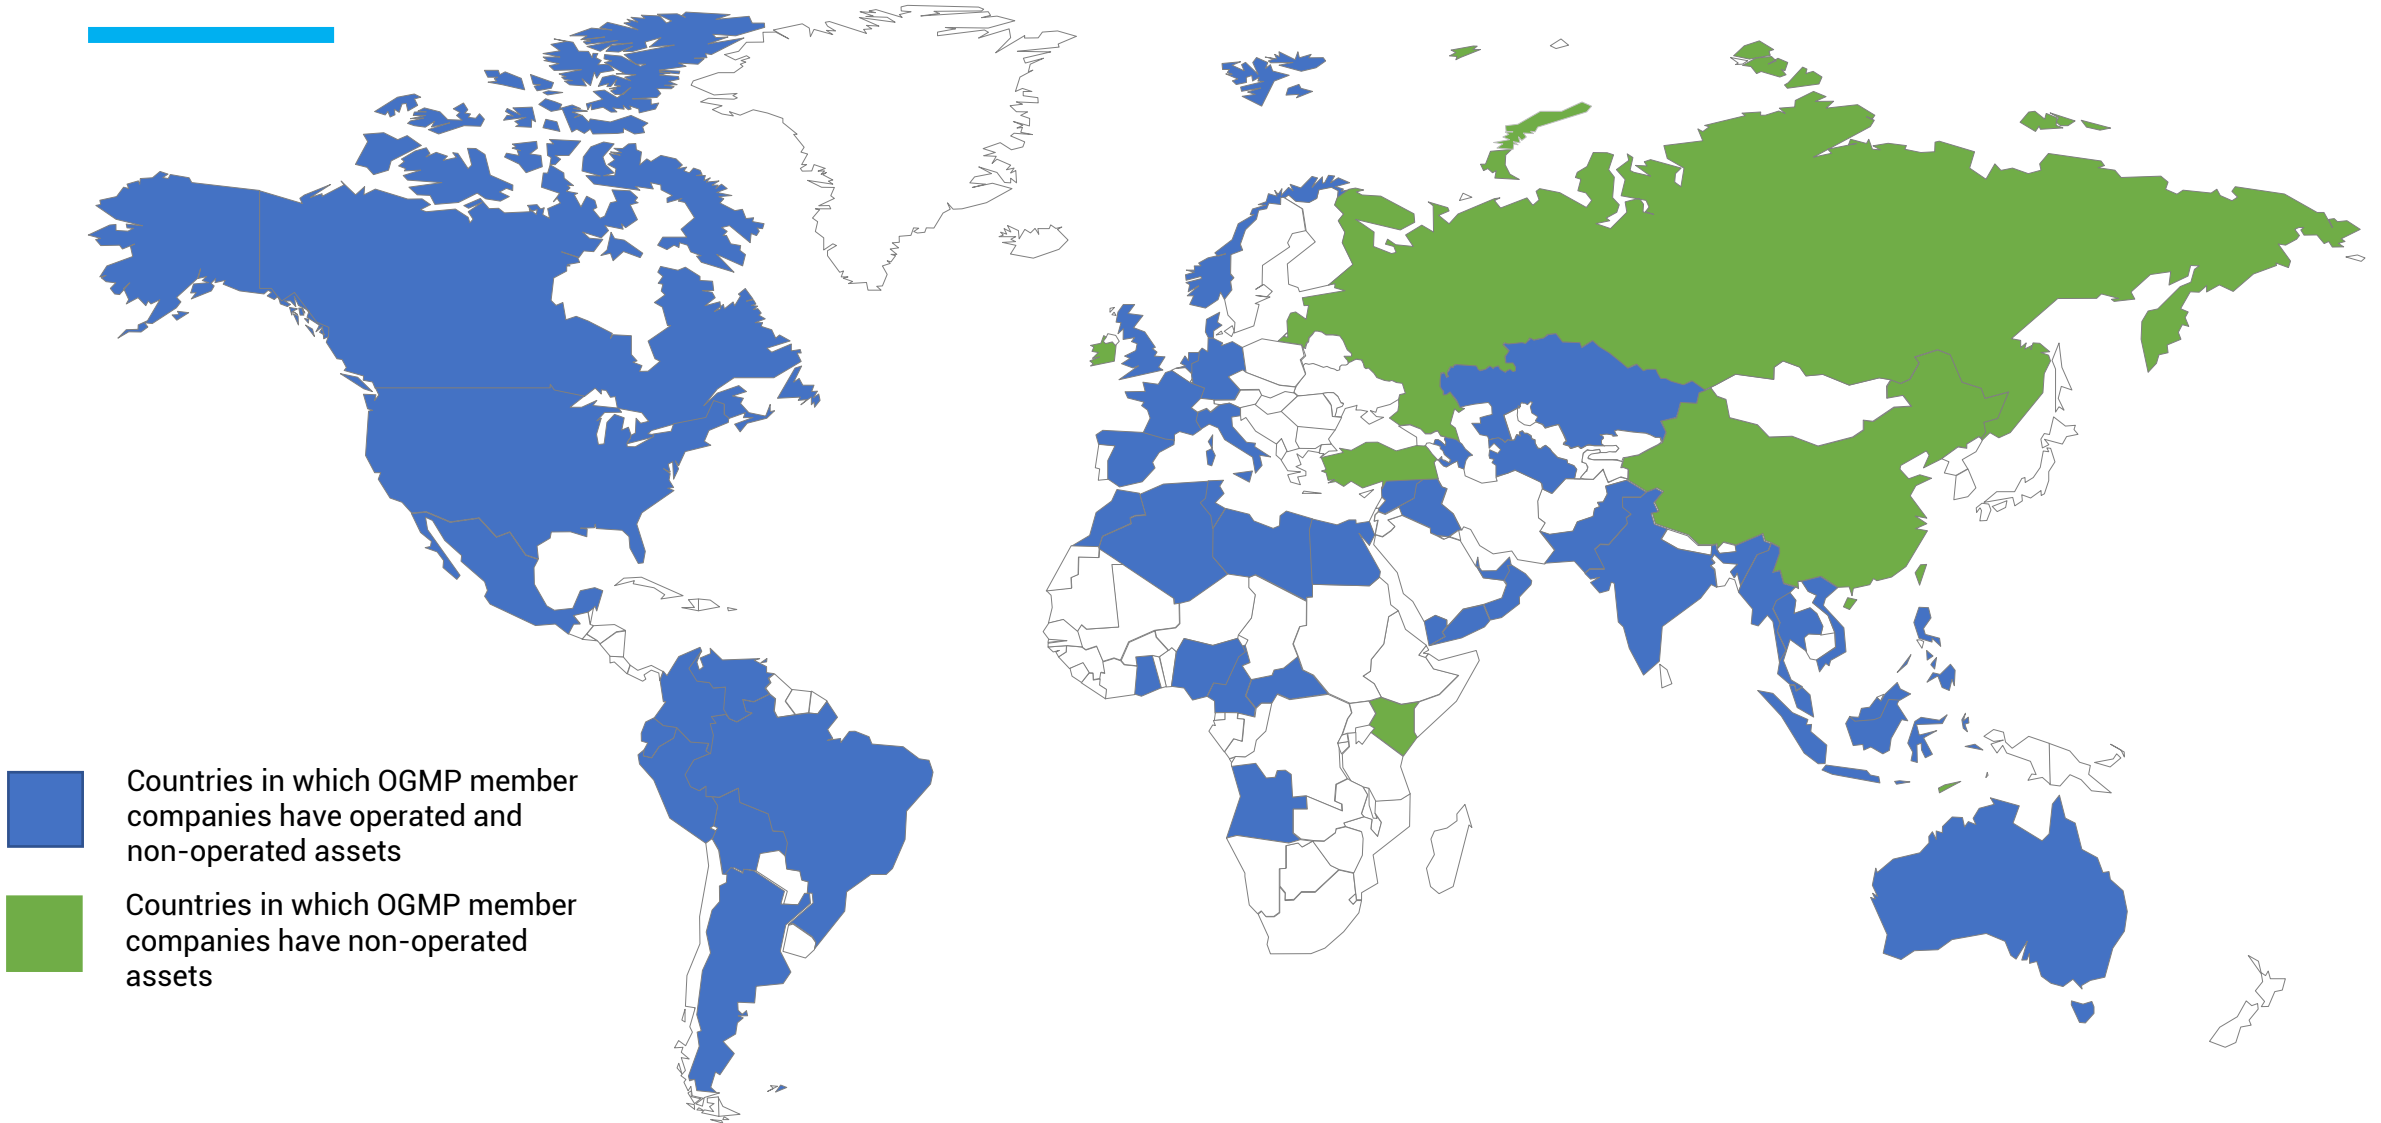 Countries in which OGMP member
companies have operated and
non-operated assets
Countries in which OGMP member
companies have non-operated
assets